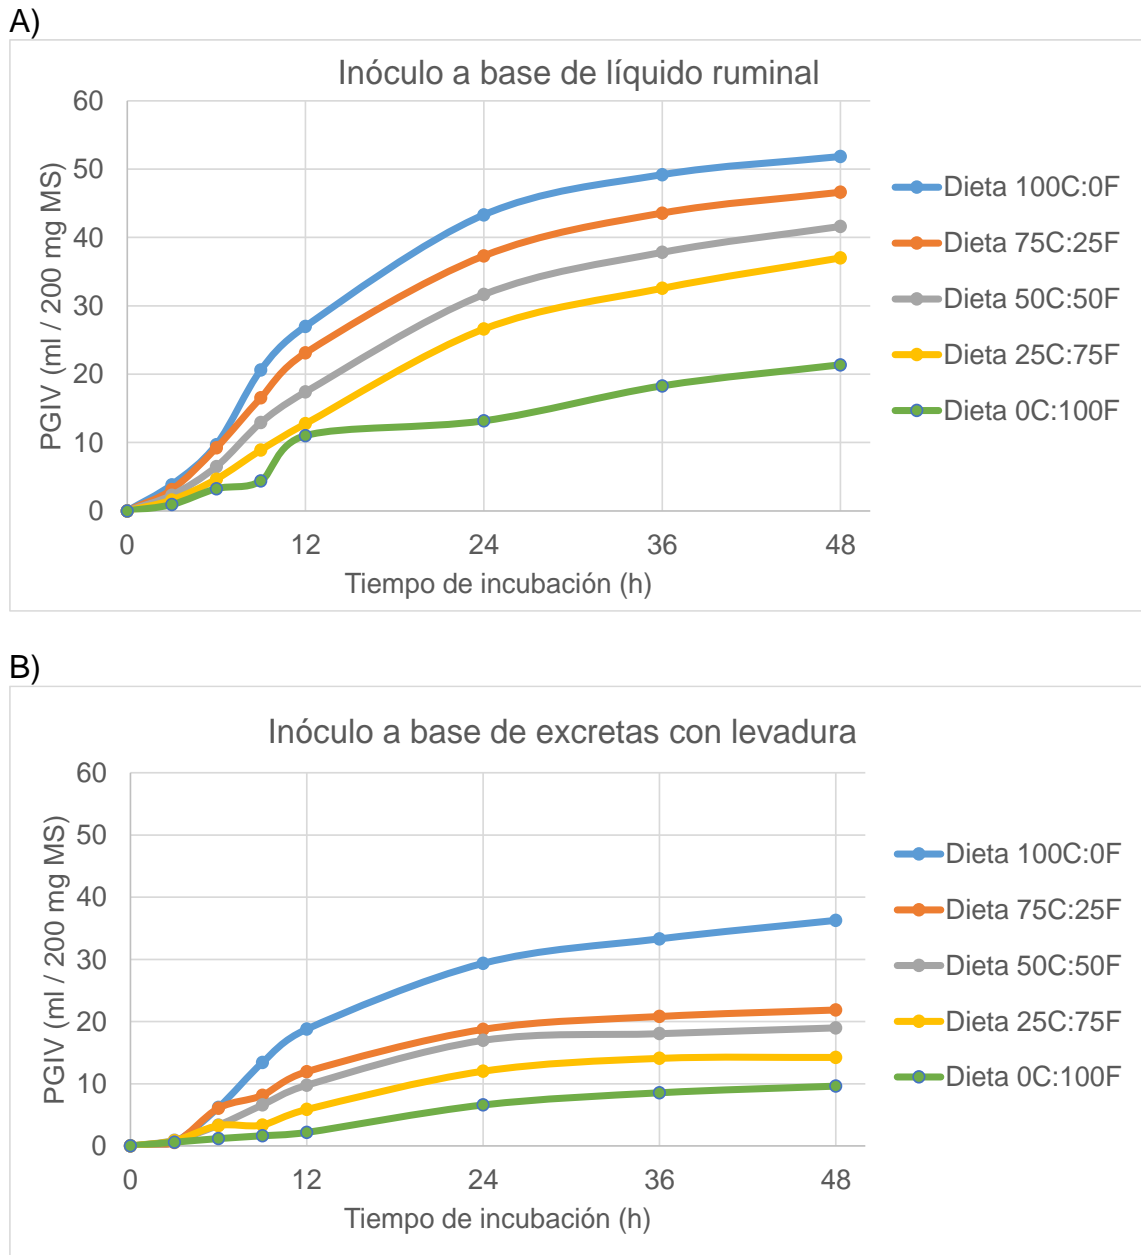 A)
Inóculo a base de líquido ruminal
PGIV (ml / 200 mg MS)
60
50
40
30
20
10
0
0 12 24 36 48
Tiempo de incubación (h)
Dieta 100C:0F
Dieta 75C:25F
Dieta 50C:50F
Dieta 25C:75F
Dieta 0C:100F
B)
Inóculo a base de excretas con levadura
PGIV (ml / 200 mg MS)
60
50
40
30
20
10
0
0 12 24 36 48
Tiempo de incubación (h)
Dieta 100C:0F
Dieta 75C:25F
Dieta 50C:50F
Dieta 25C:75F
Dieta 0C:100F